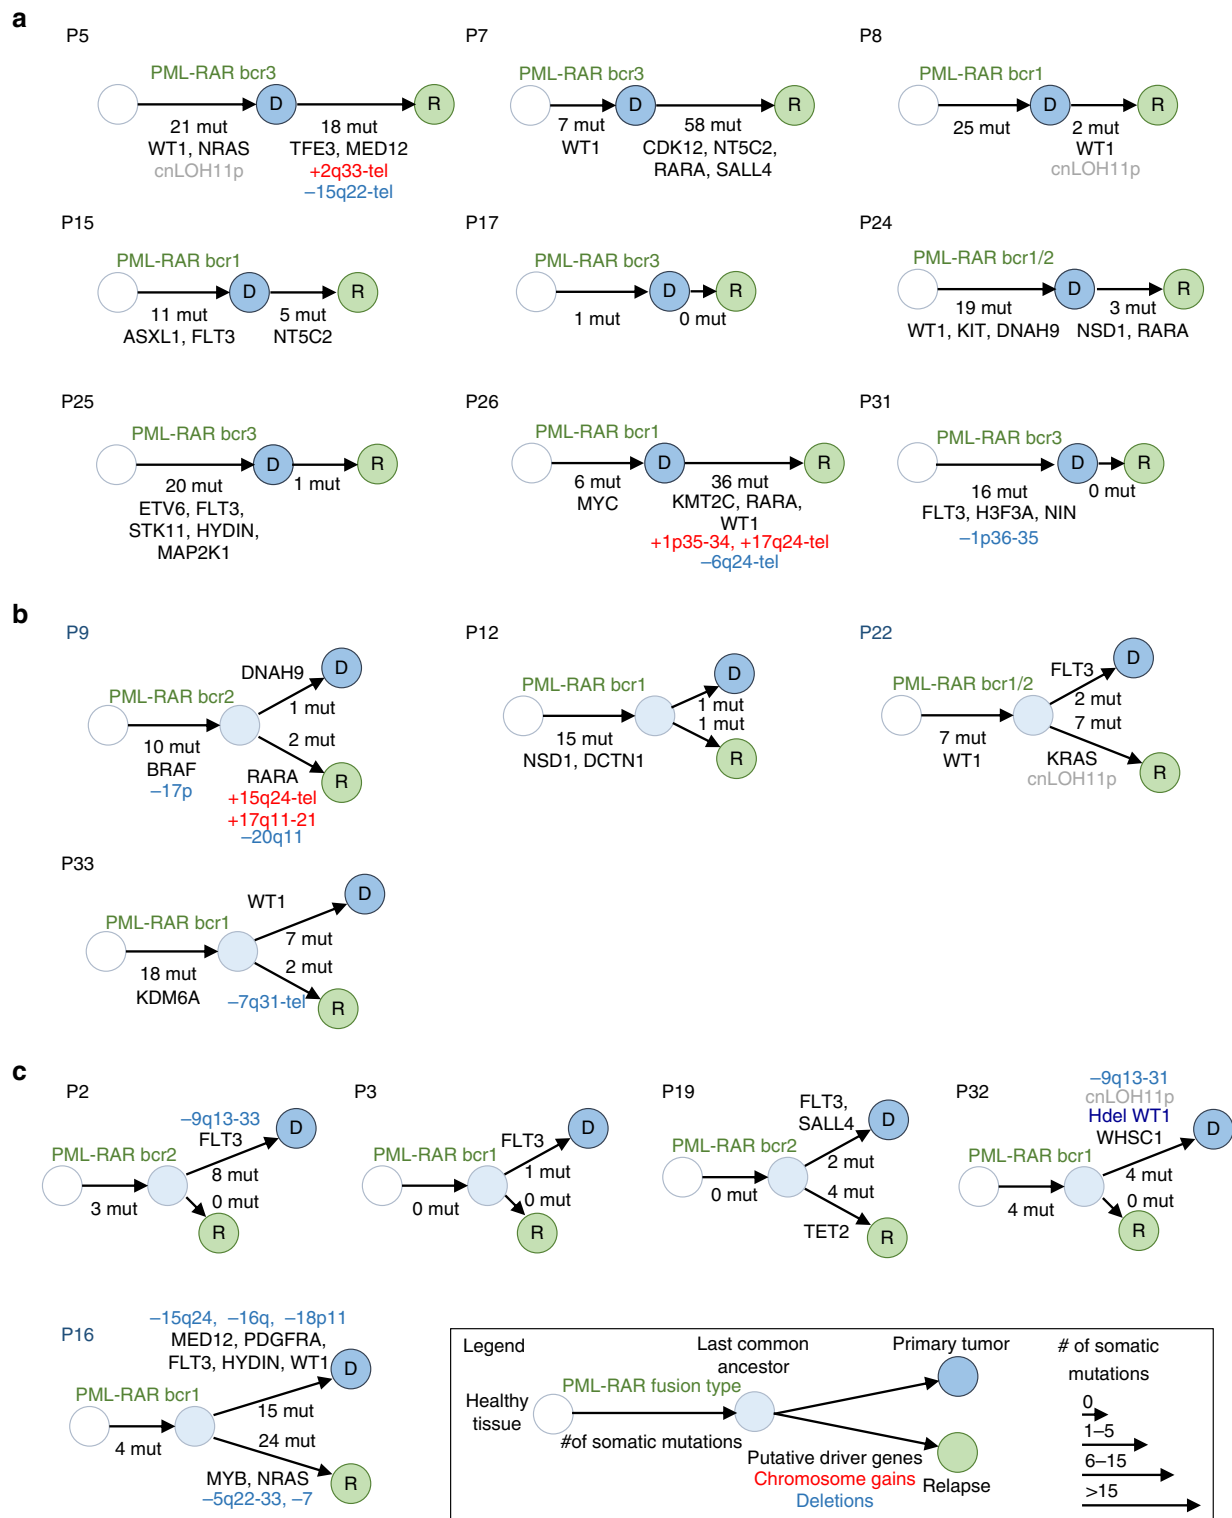 a
P5
PML-RAR bcr3
D
R
21 mut
18 mut
WT1, NRAS
TFE3, MED12
cnLOH11p
+2q33-tel
–15q22-tel
P7
PML-RAR bcr3
D
R
7 mut
58 mut
WT1
CDK12, NT5C2,
RARA, SALL4
P8
PML-RAR bcr1
D
R
25 mut
2 mut
WT1
cnLOH11p
P15
PML-RAR bcr1
D
R
11 mut
5 mut
ASXL1, FLT3
NT5C2
P17
PML-RAR bcr3
D
R
1 mut
0 mut
P24
PML-RAR bcr1/2
D
R
19 mut
3 mut
WT1, KIT, DNAH9
NSD1, RARA
P25
PML-RAR bcr3
D
R
20 mut
1 mut
ETV6, FLT3,
STK11, HYDIN,
MAP2K1
P26
PML-RAR bcr1
D
R
6 mut
36 mut
MYC
KMT2C, RARA,
WT1
+1p35-34, +17q24-tel
–6q24-tel
P31
PML-RAR bcr3
D
R
16 mut
0 mut
FLT3, H3F3A, NIN
–1p36-35
b
P9
DNAH9
D
PML-RAR bcr2
1 mut
10 mut
2 mut
BRAF
–17p
RARA
R
+15q24-tel
+17q11-21
–20q11
P12
D
PML-RAR bcr1
1 mut
1 mut
15 mut
NSD1, DCTN1
R
P22
FLT3
D
PML-RAR bcr1/2
2 mut
7 mut
7 mut
WT1
KRAS
R
cnLOH11p
P33
WT1
D
PML-RAR bcr1
7 mut
18 mut
2 mut
KDM6A
–7q31-tel
R
c
P2
–9q13-33
FLT3
D
PML-RAR bcr2
8 mut
3 mut
0 mut
R
P3
FLT3
D
PML-RAR bcr1
1 mut
0 mut
0 mut
R
P19
FLT3,
SALL4
D
PML-RAR bcr2
2 mut
0 mut
4 mut
TET2
R
P32
–9q13-31
cnLOH11p
Hdel WT1
WHSC1
D
PML-RAR bcr1
4 mut
4 mut
0 mut
R
P16
–15q24, –16q, –18p11
MED12, PDGFRA,
FLT3, HYDIN, WT1
D
PML-RAR bcr1
15 mut
4 mut
24 mut
MYB, NRAS
R
–5q22-33, –7
Legend
Last common
ancestor
Primary tumor
PML-RAR fusion type
Healthy
tissue
#of somatic mutations
Putative driver genes
Chromosome gains
Deletions
Relapse
# of somatic
mutations
0
1–5
6–15
>15